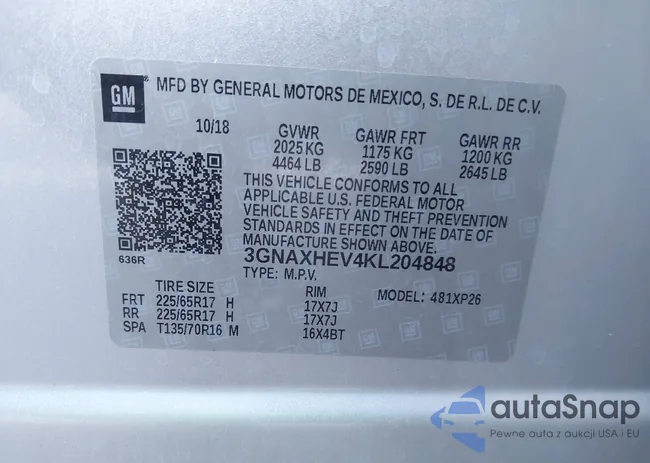 GM
MFD BY GENERAL MOTORS DE MEXICO, S. DE R.L. DE C.V.
10/18 GVWR GAWR FRT GAWR RR
2025 KG 1175 KG 1200 KG
4464 LB 2590 LB 2645 LB
THIS VEHICLE CONFORMS TO ALL
APPLICABLE U.S. FEDERAL MOTOR
VEHICLE SAFETY AND THEFT PREVENTION
STANDARDS IN EFFECT ON THE DATE OF
MANUFACTURE SHOWN ABOVE.
636R
3GNAXHEV4KL204848
TYPE: M.P.V.
TIRE SIZE RIM MODEL: 481XP26
FRT 225/65R17 H 17X7J
RR 225/65R17 H 17X7J
SPA T135/70R16 M 16X4BT
autaSnap
Pewne auta z aukcji USA i EU